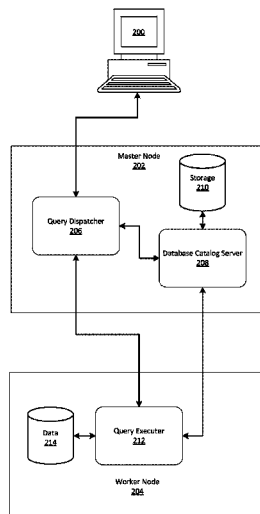 200
Master Node
202
Storage
210
Query Dispatcher
206
Database Catalog Server
208
Data
214
Query Executer
212
Worker Node
204